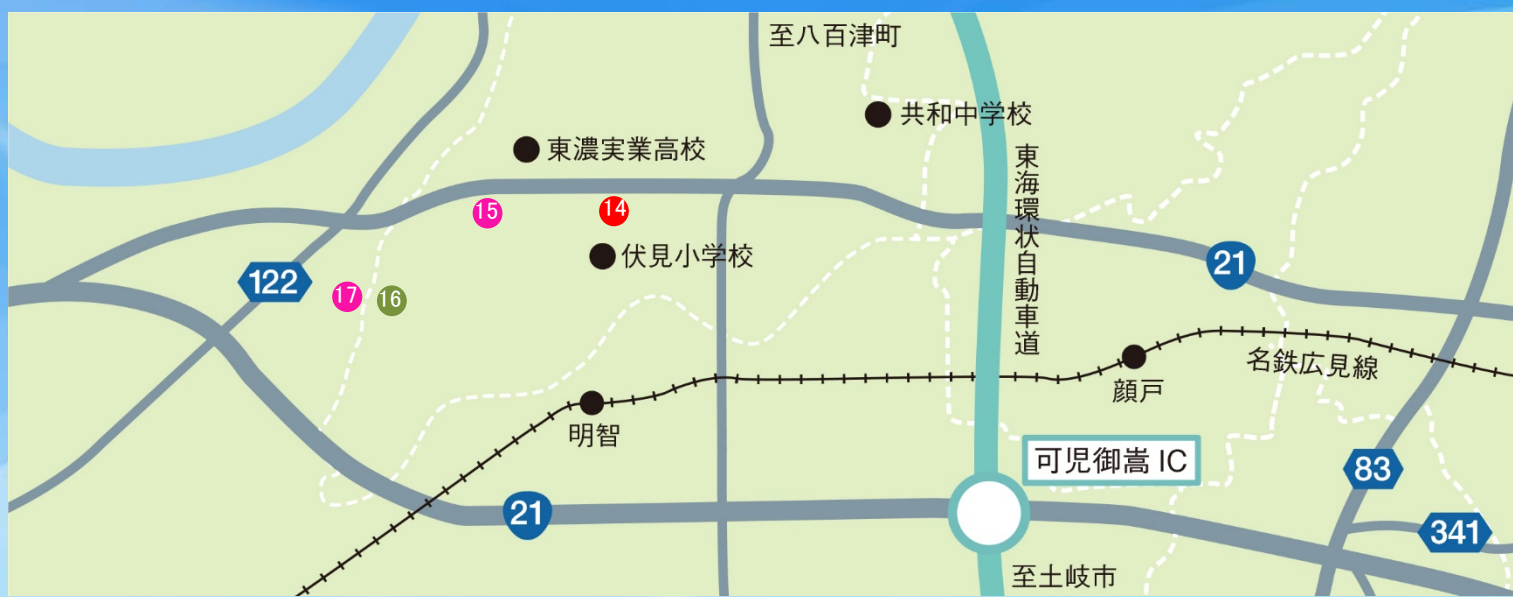 至八百津町
共和中学校
東濃実業高校
東海環状自動車道
15
14
伏見小学校
21
122
17
16
名鉄広見線
顔戸
明智
可児御嵩 IC
83
21
341
至土岐市